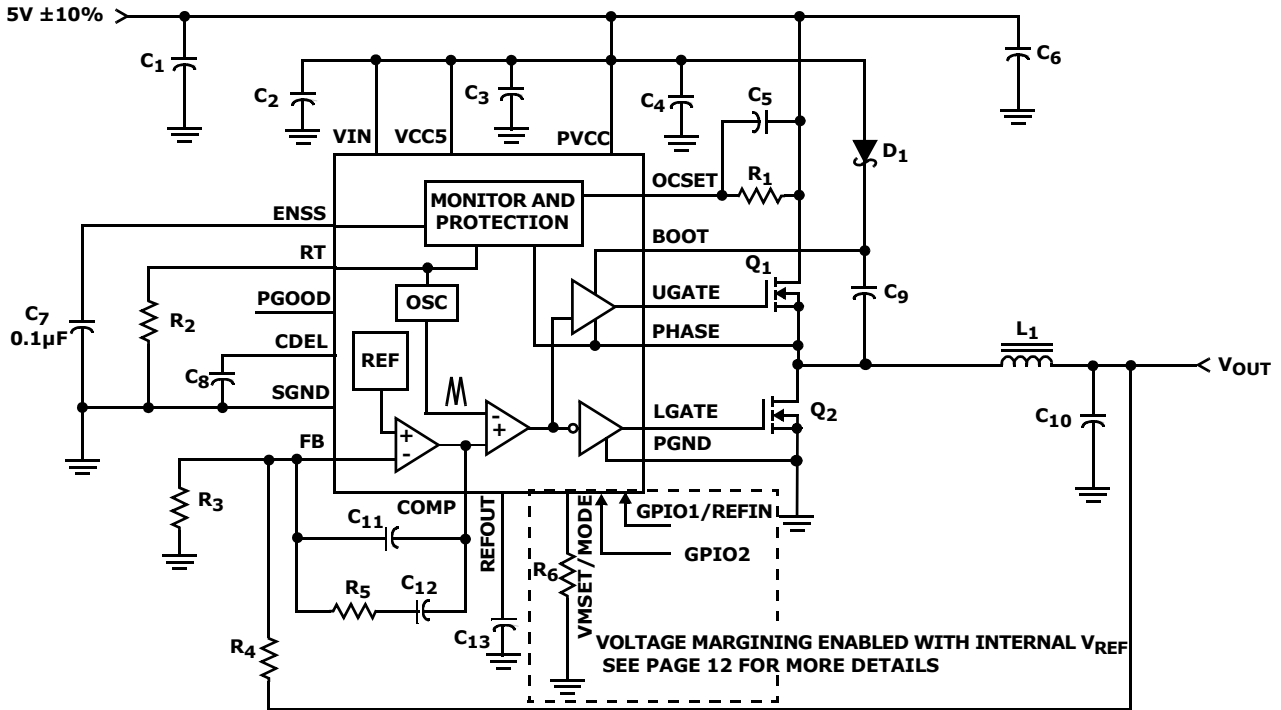 5V ±10%
C1
C2
C3
C4
C5
C6
VIN
VCC5
PVCC
D1
OCSET
R1
MONITOR AND
PROTECTION
ENSS
BOOT
RT
Q1
OSC
UGATE
C9
PGOOD
C7
0.1µF
R2
PHASE
CDEL
REF
L1
VOUT
C8
SGND
LGATE
Q2
C10
+
-
-
+
FB
PGND
R3
COMP
REFOUT
VMSET/MODE
GPIO1/REFIN
C11
GPIO2
R6
R5
C12
C13
R4
VOLTAGE MARGINING ENABLED WITH INTERNAL VREF
SEE PAGE 12 FOR MORE DETAILS